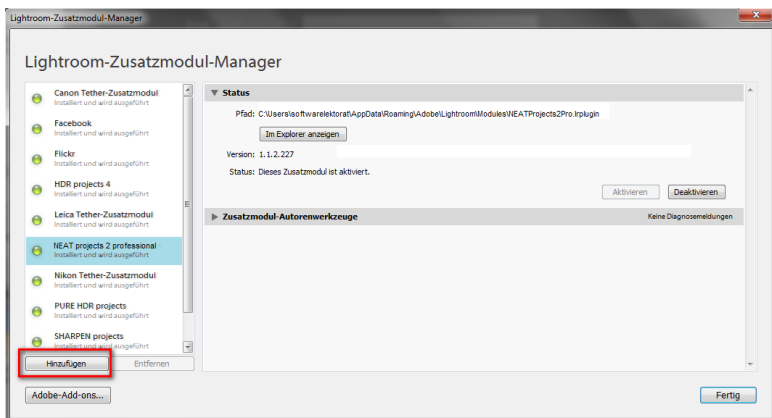 Lightroom-Zusatzmodul-Manager
Lightroom-Zusatzmodul-Manager
Canon Tether-Zusatzmodul
Installiert und wird ausgeführt
Facebook
Installiert und wird ausgeführt
Flickr
Installiert und wird ausgeführt
HDR projects 4
Installiert und wird ausgeführt
Leica Tether-Zusatzmodul
Installiert und wird ausgeführt
NEAT projects 2 professional
Installiert und wird ausgeführt
Nikon Tether-Zusatzmodul
Installiert und wird ausgeführt
PURE HDR projects
Installiert und wird ausgeführt
SHARPEN projects
Installiert und wird ausgeführt
Hinzufügen Entfernen
Status
Pfad: C:\Users\softwarelektorat\AppData\Roaming\Adobe\Lightroom\Modules\NEATProjects2Pro.lrplugin
Im Explorer anzeigen
Version: 1.1.2.227
Status: Dieses Zusatzmodul ist aktiviert.
Aktivieren Deaktivieren
Zusatzmodul-Autorenwerkzeuge Keine Diagnosemeldungen
Adobe-Add-ons... Fertig